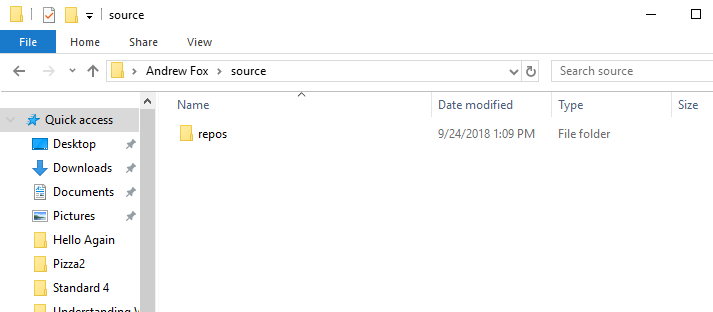 source
File Home Share View
Andrew Fox source Search source
Name Date modified Type Size
Quick access
repos 9/24/2018 1:09 PM File folder
Desktop
Downloads
Documents
Pictures
Hello Again
Pizza2
Standard 4
Understanding